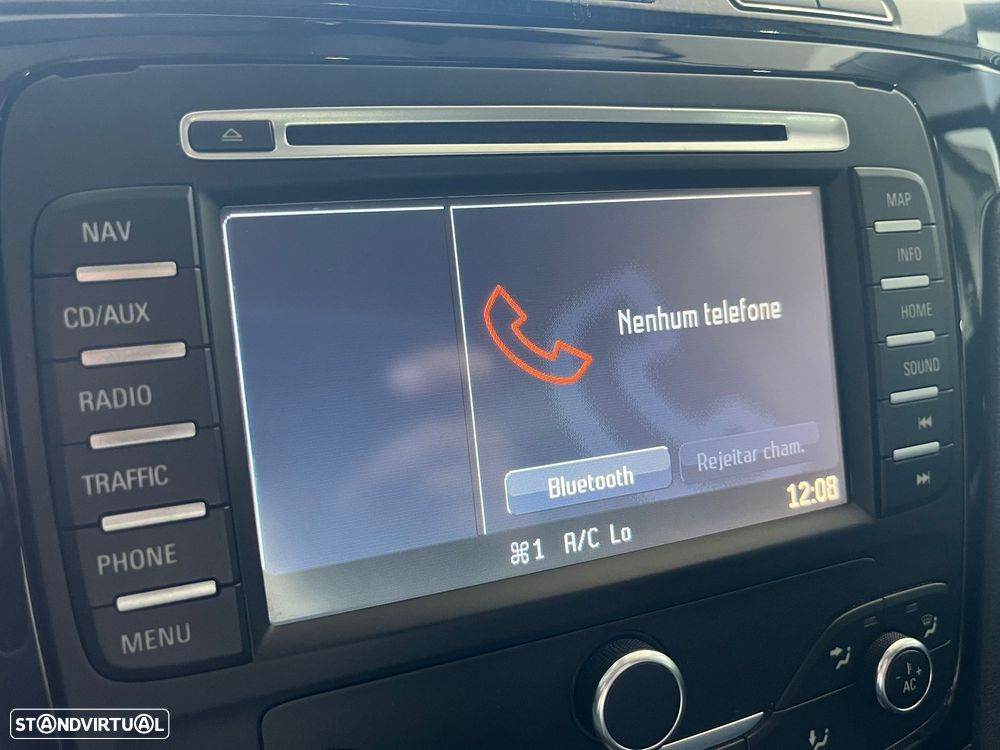 NAV
CD/AUX
RADIO
TRAFFIC
PHONE
MENU
Nenhum telefone
Bluetooth
Rejeitar cham.
12:08
1 A/C Lo
MAP
INFO
HOME
SOUND
- +
AC
STANDVIRTUAL